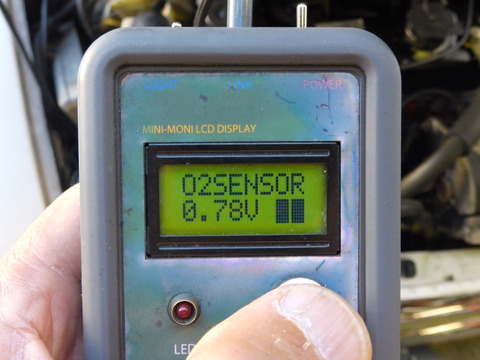 POWER
MINI-MONI LCD DISPLAY
O2SENSOR
0.78V
LED